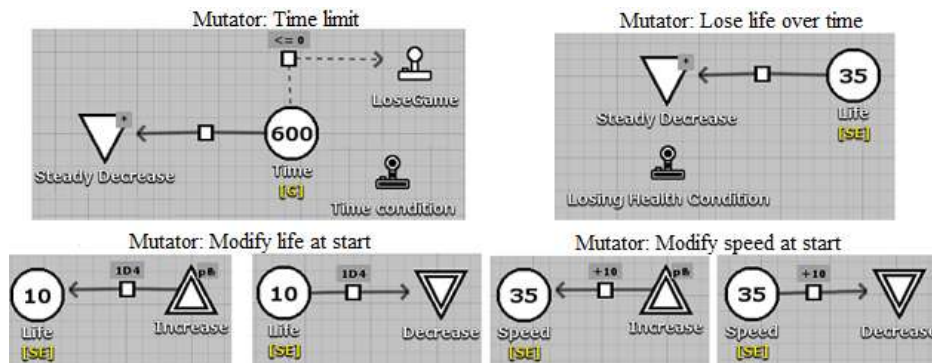 Mutator: Time limit
<= 0
LoseGame
*
600
Steady Decrease
Time
[G]
Time condition
Mutator: Lose life over time
*
35
Steady Decrease
Life
[SE]
Losing Health Condition
Mutator: Modify life at start
1D4
p&
10
Life
Increase
[SE]
1D4
10
Life
Decrease
[SE]
Mutator: Modify speed at start
+10
p&
35
Speed
Increase
[SE]
+10
35
Speed
Decrease
[SE]